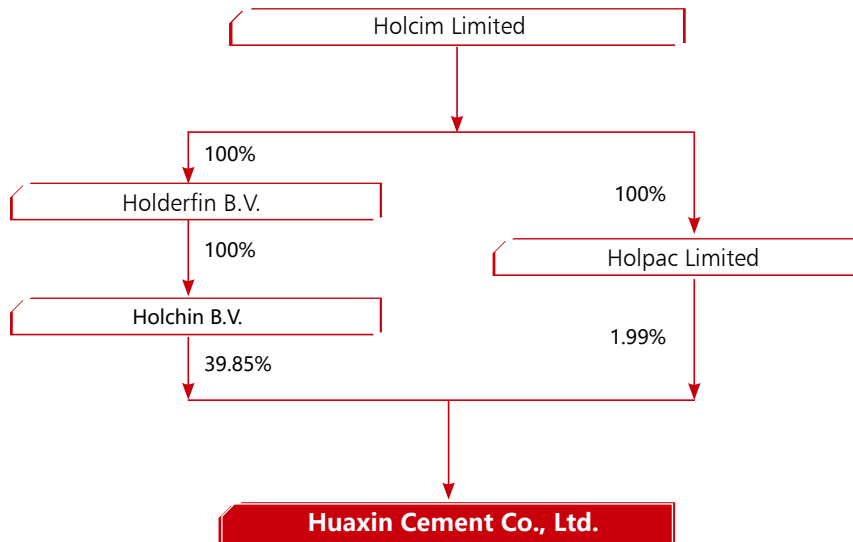 Holcim Limited
100%
Holderfin B.V.
100%
100%
Holpac Limited
Holchin B.V.
1.99%
39.85%
Huaxin Cement Co., Ltd.